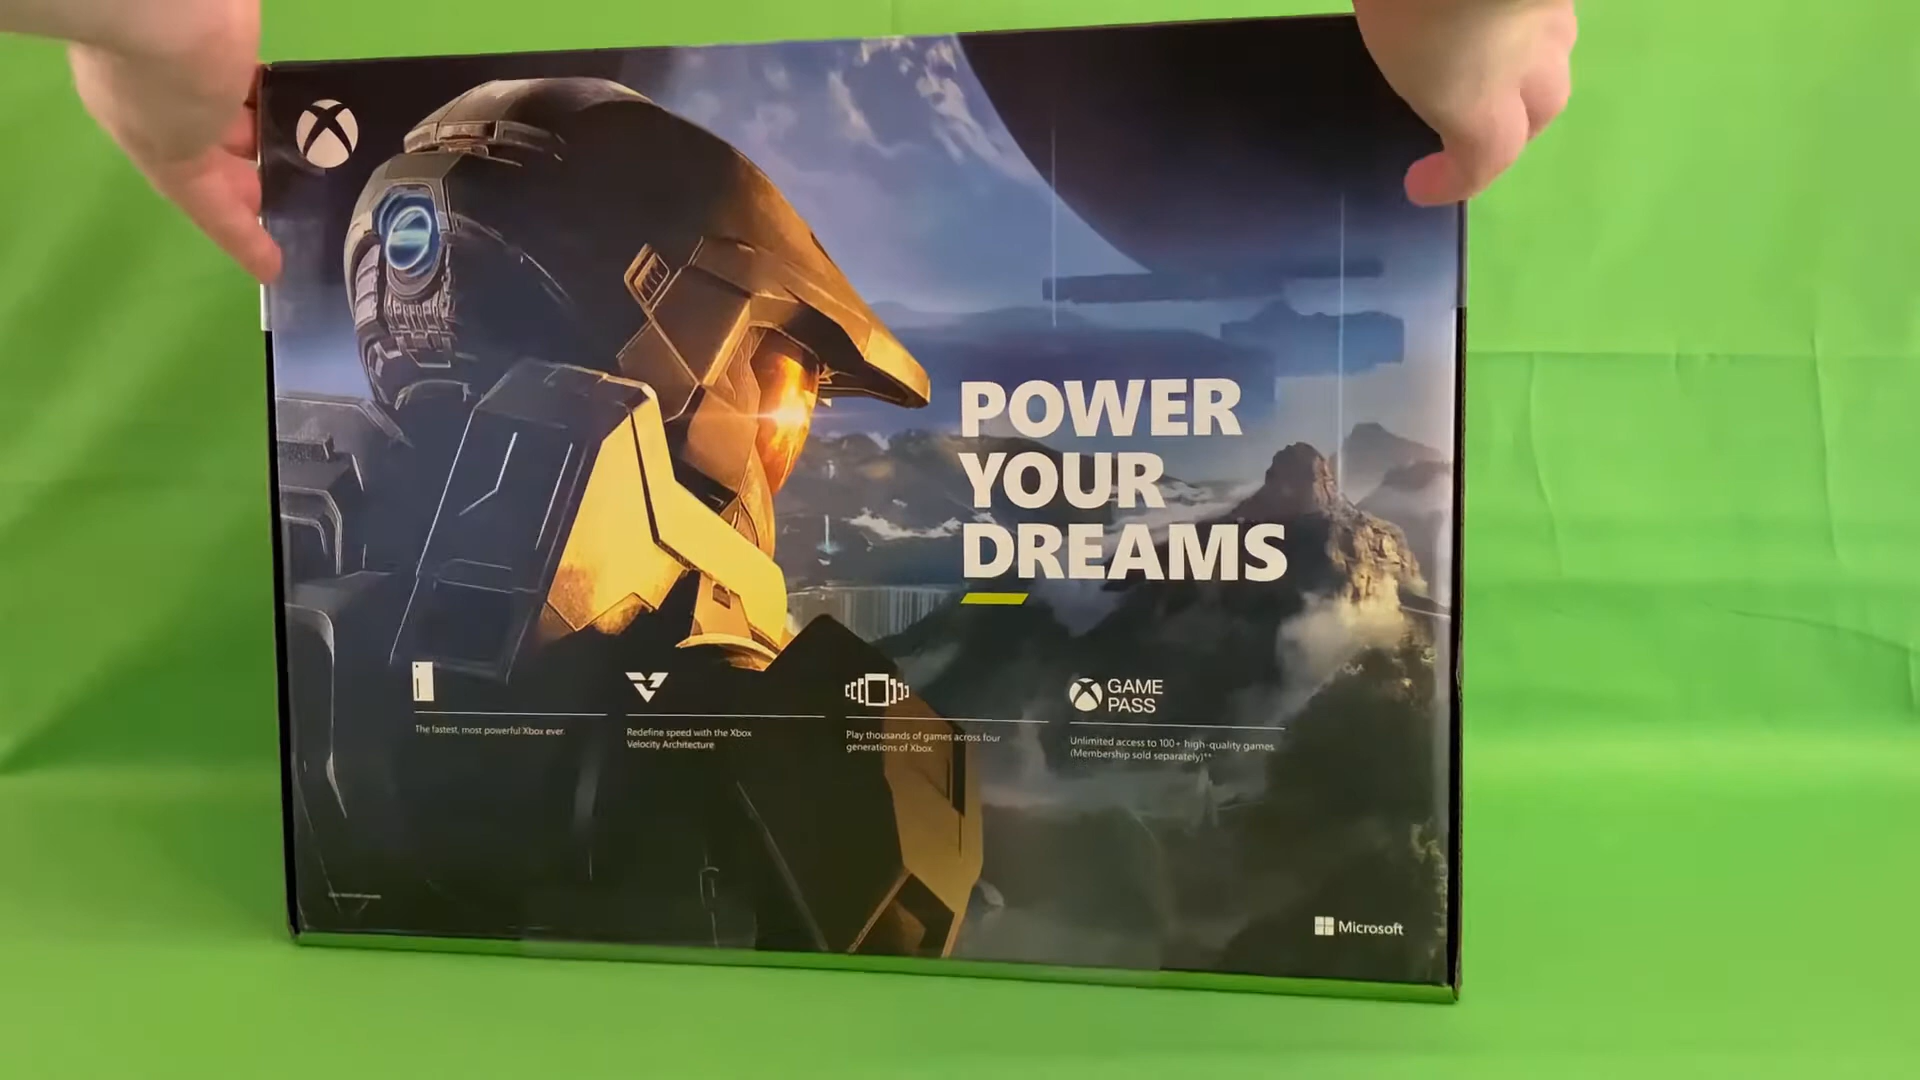 POWER
YOUR
DREAMS
The fastest, most powerful Xbox ever.
Redefine speed with the Xbox
Velocity Architecture
Play thousands of games across four
generations of Xbox.
GAME
PASS
Unlimited access to 100+ high-quality games.
(Membership sold separately)**
Microsoft